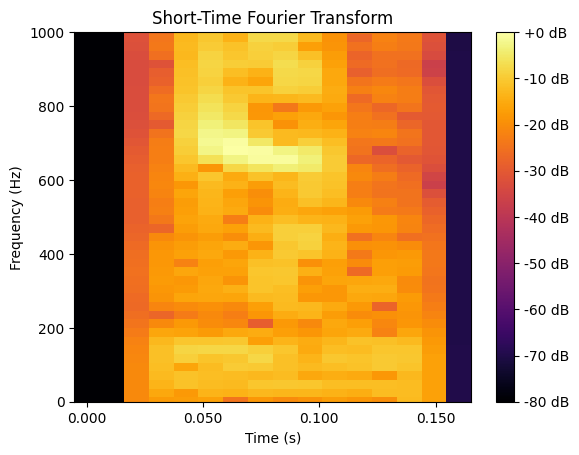 Short-Time Fourier Transform
1000
800
600
400
200
0
Frequency (Hz)
0.000
0.050
0.100
0.150
Time (s)
+0 dB
-10 dB
-20 dB
-30 dB
-40 dB
-50 dB
-60 dB
-70 dB
-80 dB